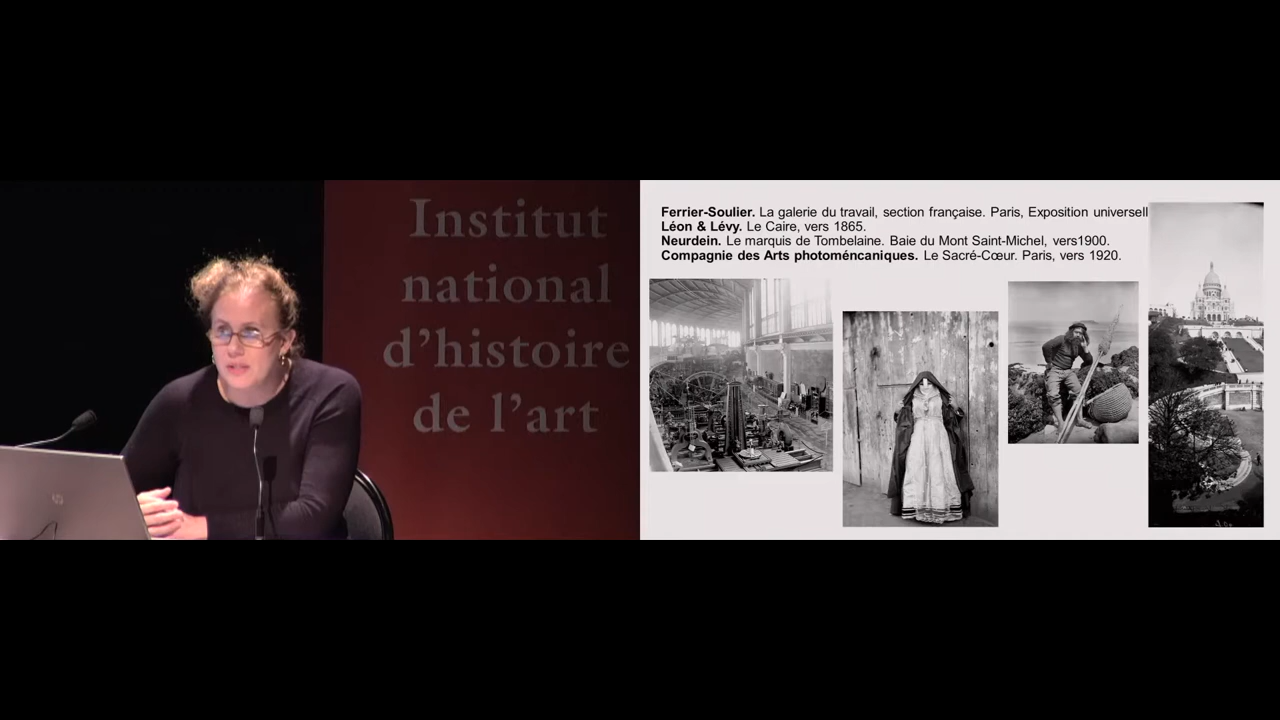 Institut
national
d'histoire
de l'art
Ferrier-Soulier. La galerie du travail, section française. Paris, Exposition universell
Léon & Lévy. Le Caire, vers 1865.
Neurdein. Le marquis de Tombelaine. Baie du Mont Saint-Michel, vers1900.
Compagnie des Arts photoméncaniques. Le Sacré-Cœur. Paris, vers 1920.